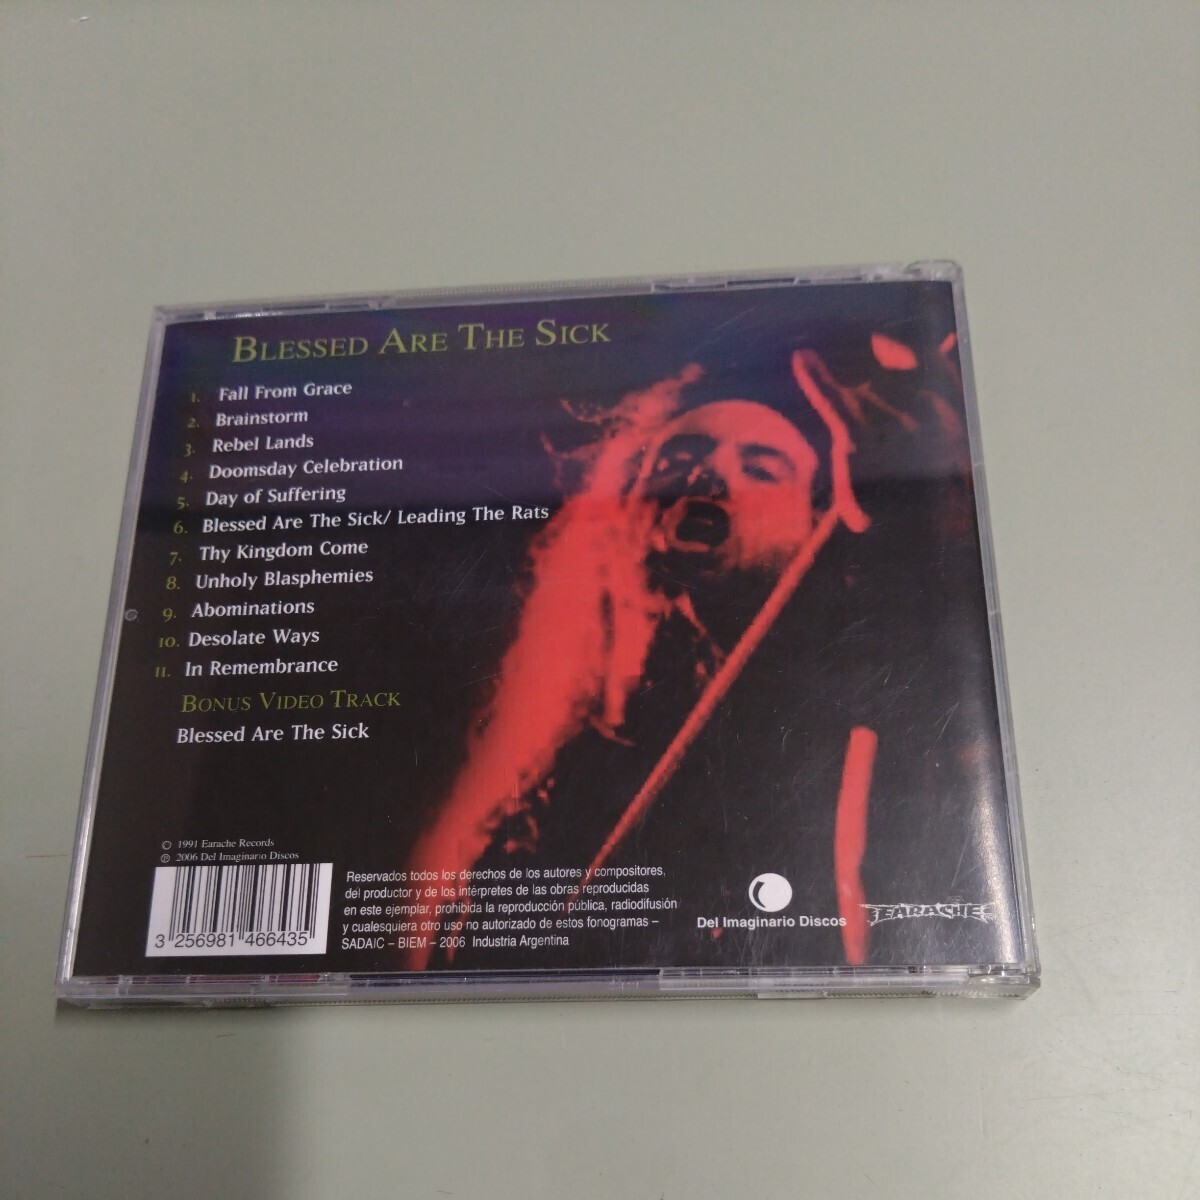 BLESSED ARE THE SICK
1. Fall From Grace
2. Brainstorm
3. Rebel Lands
4. Doomsday Celebration
5. Day of Suffering
6. Blessed Are The Sick/ Leading The Rats
7. Thy Kingdom Come
8. Unholy Blasphemies
9. Abominations
10. Desolate Ways
11. In Remembrance
BONUS VIDEO TRACK
Blessed Are The Sick
© 1991 Earache Records
℗ 2006 Del Imaginario Discos
3 256981 466435
Reservados todos los derechos de los autores y compositores,
del productor y de los intérpretes de las obras reproducidas
en este ejemplar, prohibida la reproducción pública, radiodifusión
y cualesquiera otro uso no autorizado de estos fonogramas –
SADAIC – BIEM – 2006 Industria Argentina
Del Imaginario Discos
EARACHE